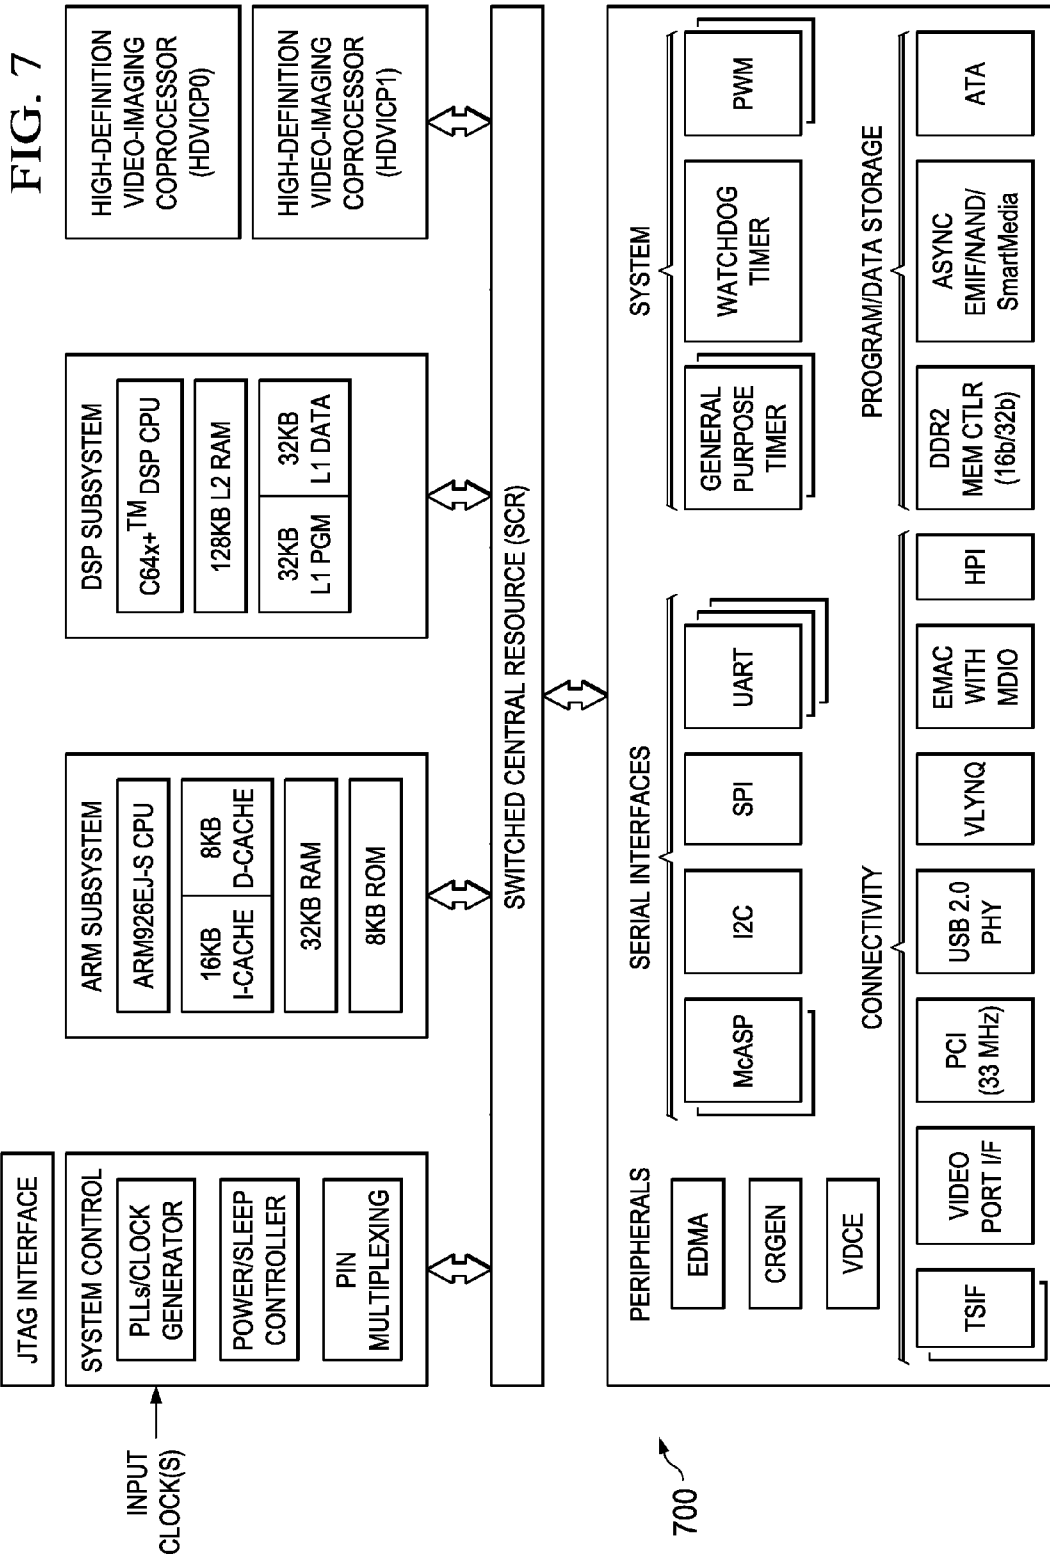 FIG. 7
JTAG INTERFACE
INPUT
CLOCK(S)
SYSTEM CONTROL
PLLs/CLOCK
GENERATOR
POWER/SLEEP
CONTROLLER
PIN
MULTIPLEXING
ARM SUBSYSTEM
ARM926EJ-S CPU
16KB
I-CACHE
8KB
D-CACHE
32KB RAM
8KB ROM
DSP SUBSYSTEM
C64x+TM DSP CPU
128KB L2 RAM
32KB
L1 PGM
32KB
L1 DATA
HIGH-DEFINITION
VIDEO-IMAGING
COPROCESSOR
(HDVICP0)
HIGH-DEFINITION
VIDEO-IMAGING
COPROCESSOR
(HDVICP1)
SWITCHED CENTRAL RESOURCE (SCR)
700
PERIPHERALS
EDMA
CRGEN
VDCE
SERIAL INTERFACES
McASP
I2C
SPI
UART
SYSTEM
GENERAL
PURPOSE
TIMER
WATCHDOG
TIMER
PWM
CONNECTIVITY
TSIF
VIDEO
PORT I/F
PCI
(33 MHz)
USB 2.0
PHY
VLYNQ
EMAC
WITH
MDIO
HPI
PROGRAM/DATA STORAGE
DDR2
MEM CTLR
(16b/32b)
ASYNC
EMIF/NAND/
SmartMedia
ATA